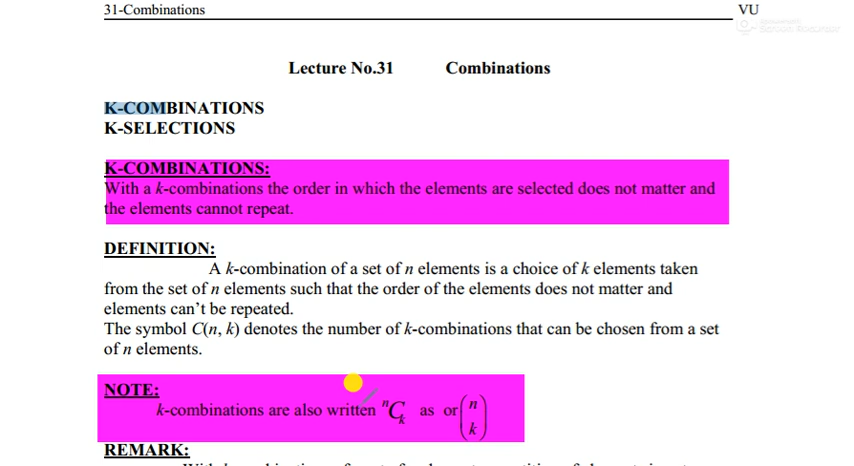 31-Combinations VU
Screen Recorder
Lecture No.31 Combinations
K-COMBINATIONS
K-SELECTIONS
K-COMBINATIONS:
With a k-combinations the order in which the elements are selected does not matter and
the elements cannot repeat.
DEFINITION:
A k-combination of a set of n elements is a choice of k elements taken
from the set of n elements such that the order of the elements does not matter and
elements can't be repeated.
The symbol C(n, k) denotes the number of k-combinations that can be chosen from a set
of n elements.
NOTE:
k-combinations are also written ⁿCₖ as or (n k)
REMARK: